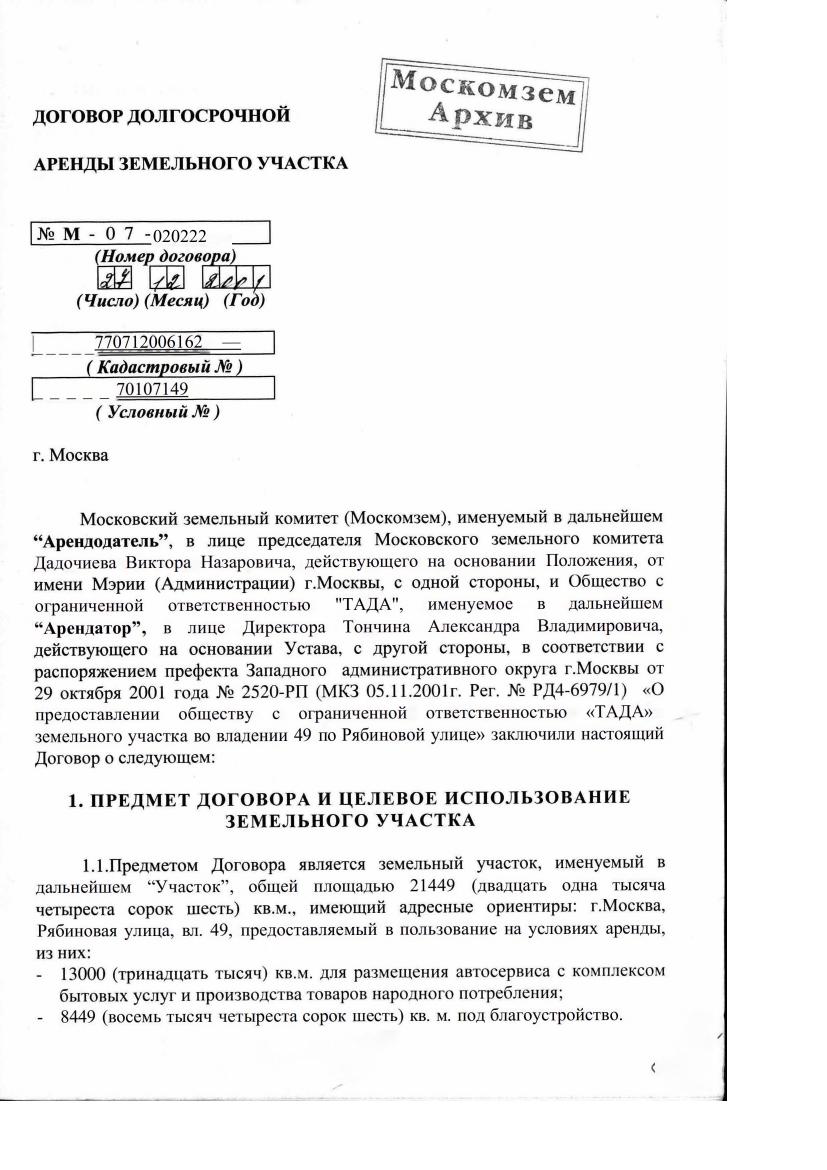 Москомзем
Архив
ДОГОВОР ДОЛГОСРОЧНОЙ
АРЕНДЫ ЗЕМЕЛЬНОГО УЧАСТКА
№ М - 0 7 -020222
(Номер договора)
27 12 2001
(Число) (Месяц) (Год)
770712006162 —
( Кадастровый № )
70107149
( Условный № )
г. Москва
Московский земельный комитет (Москомзем), именуемый в дальнейшем
“Арендодатель”, в лице председателя Московского земельного комитета
Дадочиева Виктора Назаровича, действующего на основании Положения, от
имени Мэрии (Администрации) г.Москвы, с одной стороны, и Общество с
ограниченной ответственностью "ТАДА", именуемое в дальнейшем
“Арендатор”, в лице Директора Тончина Александра Владимировича,
действующего на основании Устава, с другой стороны, в соответствии с
распоряжением префекта Западного административного округа г.Москвы от
29 октября 2001 года № 2520-РП (МКЗ 05.11.2001г. Рег. № РД4-6979/1) «О
предоставлении обществу с ограниченной ответственностью «ТАДА»
земельного участка во владении 49 по Рябиновой улице» заключили настоящий
Договор о следующем:
1. ПРЕДМЕТ ДОГОВОРА И ЦЕЛЕВОЕ ИСПОЛЬЗОВАНИЕ
ЗЕМЕЛЬНОГО УЧАСТКА
1.1.Предметом Договора является земельный участок, именуемый в
дальнейшем “Участок”, общей площадью 21449 (двадцать одна тысяча
четыреста сорок шесть) кв.м., имеющий адресные ориентиры: г.Москва,
Рябиновая улица, вл. 49, предоставляемый в пользование на условиях аренды,
из них:
- 13000 (тринадцать тысяч) кв.м. для размещения автосервиса с комплексом
бытовых услуг и производства товаров народного потребления;
- 8449 (восемь тысяч четыреста сорок шесть) кв. м. под благоустройство.